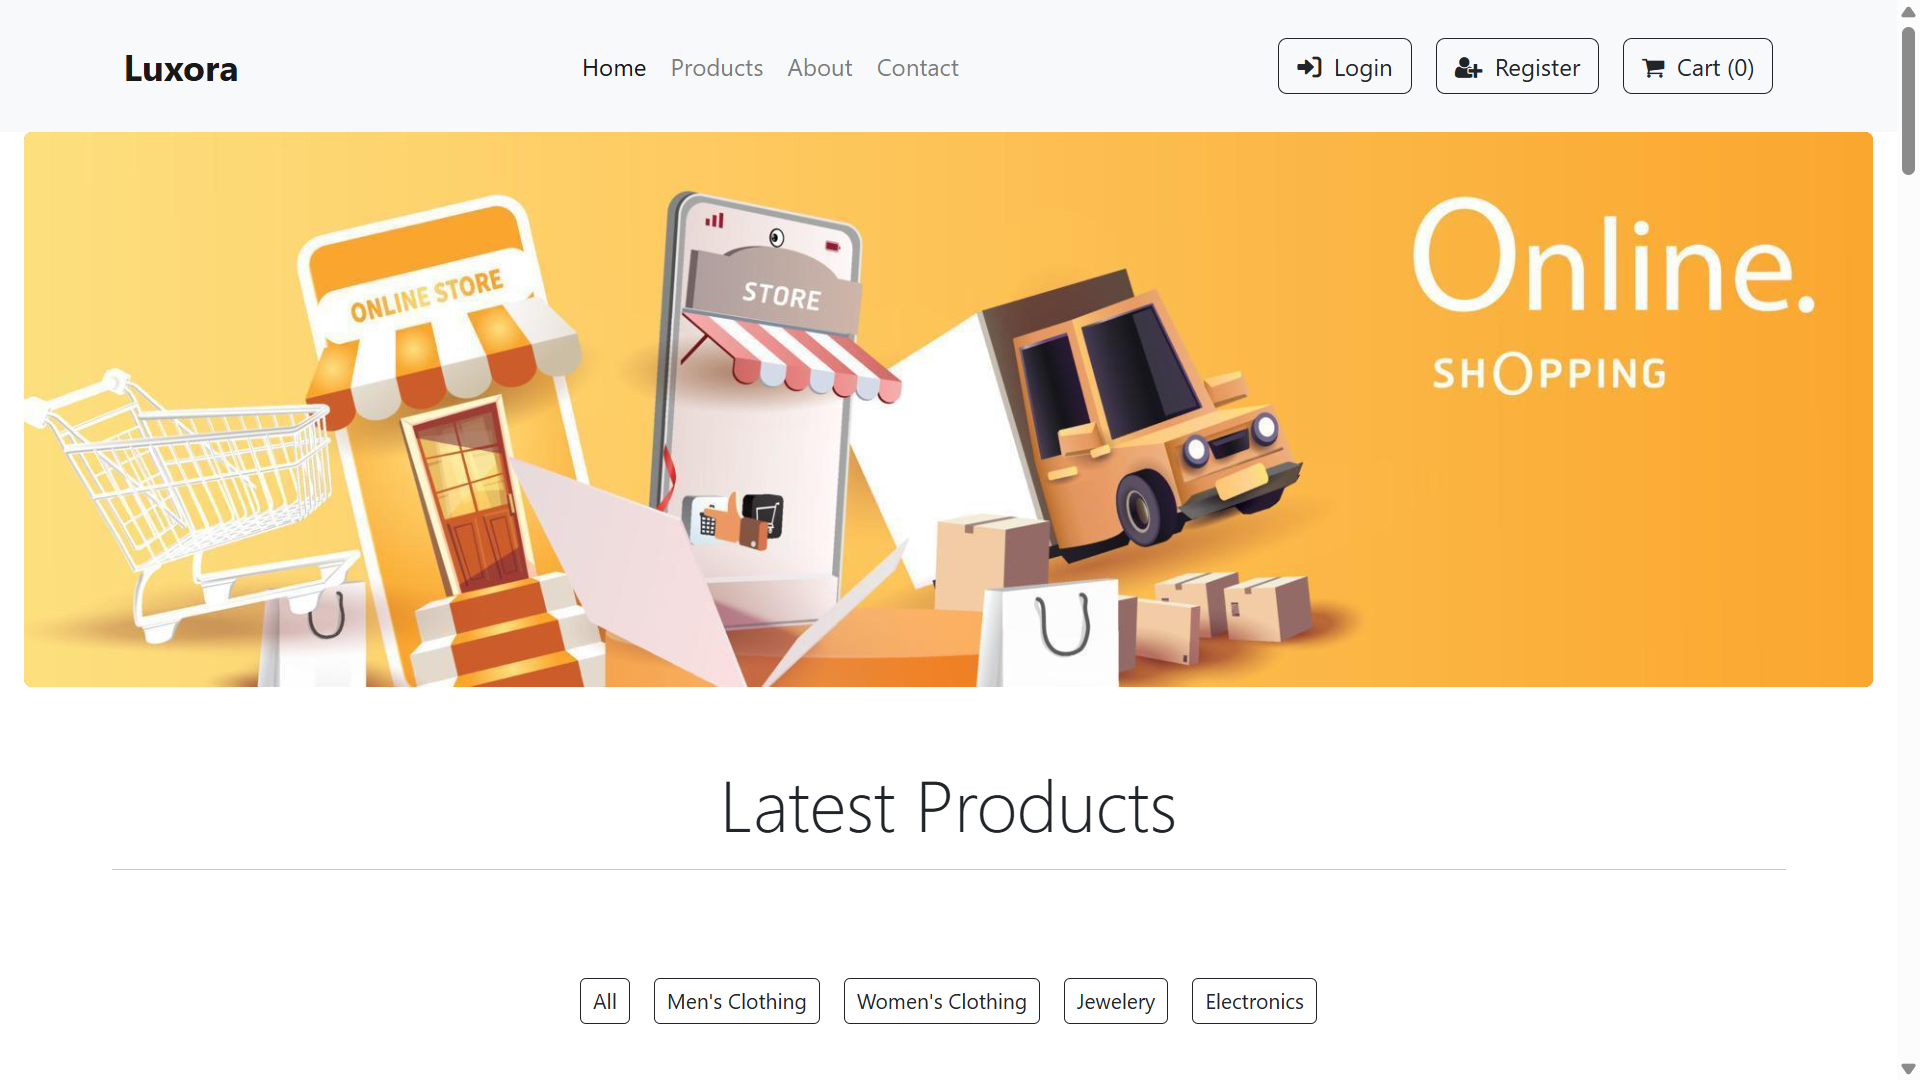 Luxora
Home Products About Contact
Login Register Cart (0)
ONLINE STORE
STORE
Online.
SHOPPING
Latest Products
All Men's Clothing Women's Clothing Jewelery Electronics